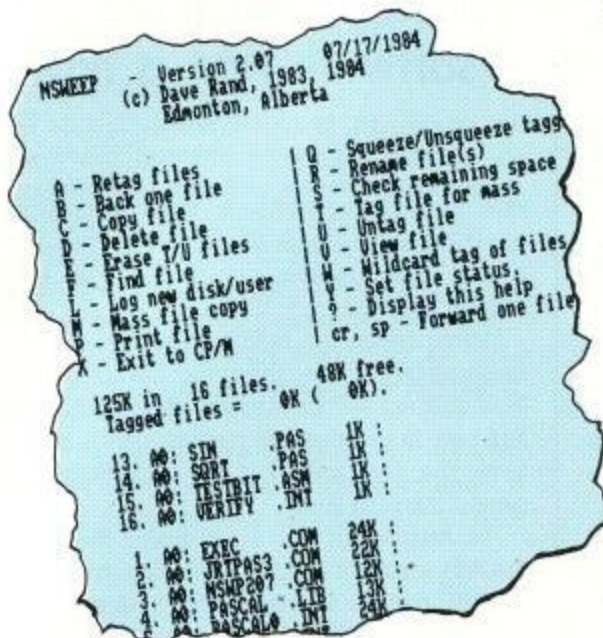 NSWEEP - Version 2.07 07/17/1984
(c) Dave Rand, 1983, 1984
Edmonton, Alberta
A - Retag files | Q - Squeeze/Unsqueeze tagg
B - Back one file | R - Rename file(s)
C - Copy file | S - Check remaining space
D - Delete file | T - Tag file for mass
E - Erase T/U files | U - Untag file
F - Find file | V - View file
L - Log new disk/user | W - Wildcard tag of files
M - Mass file copy | Y - Set file status.
P - Print file | ? - Display this help
X - Exit to CP/M | cr, sp - Forward one file
125K in 16 files. 48K free.
Tagged files = 0K ( 0K).
13. A0: SIN .PAS 1K :
14. A0: SQRT .PAS 1K :
15. A0: TESTBIT .ASM 1K :
16. A0: VERIFY .INT 1K :
1. A0: EXEC .COM 24K :
2. A0: JRTPAS3 .COM 22K :
3. A0: NSWP207 .COM 12K :
4. A0: PASCAL .LIB 13K :
A0: PASCAL0 .INT 24K